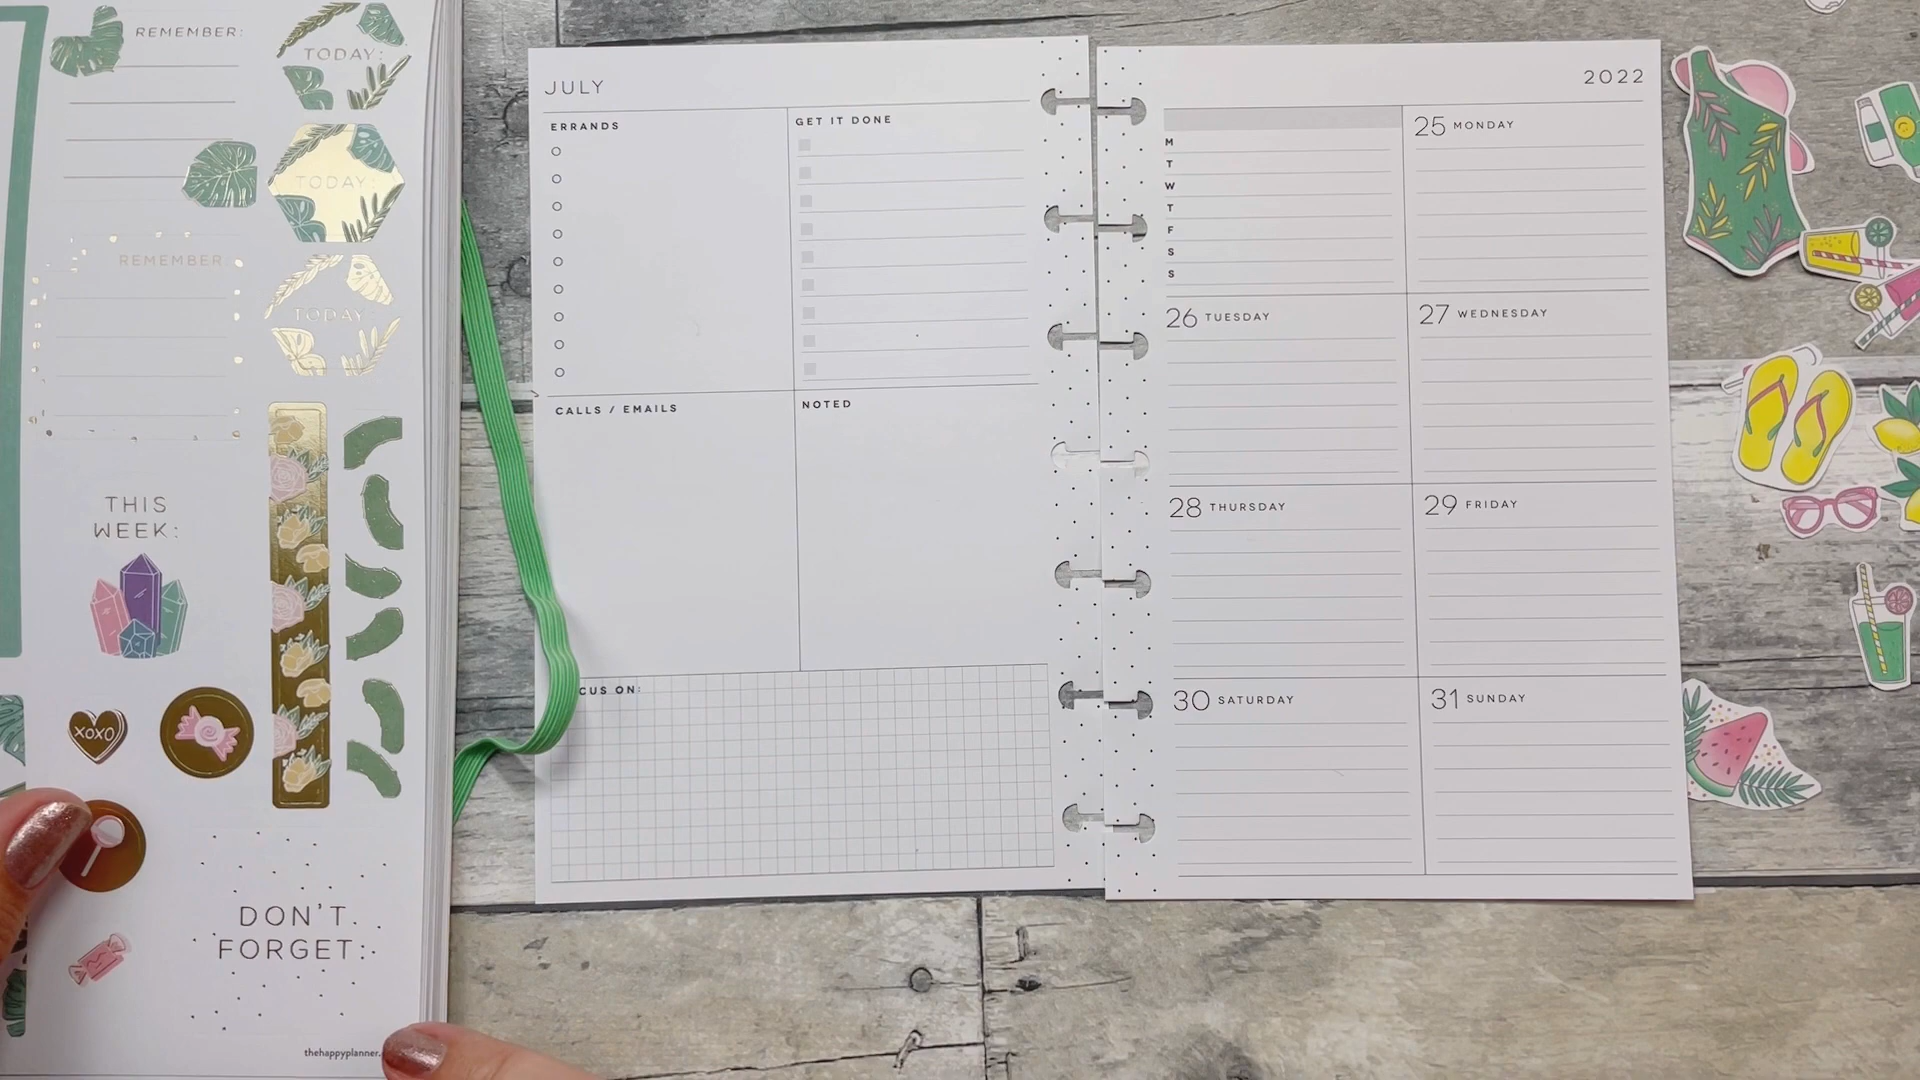 REMEMBER:
TODAY:
TODAY:
REMEMBER
TODAY:
THIS
WEEK:
XOXO
DON'T
FORGET:
thehappyplanner.
JULY
ERRANDS
GET IT DONE
CALLS / EMAILS
NOTED
CUS ON:
2022
M
T
W
T
F
S
S
25 MONDAY
26 TUESDAY
27 WEDNESDAY
28 THURSDAY
29 FRIDAY
30 SATURDAY
31 SUNDAY